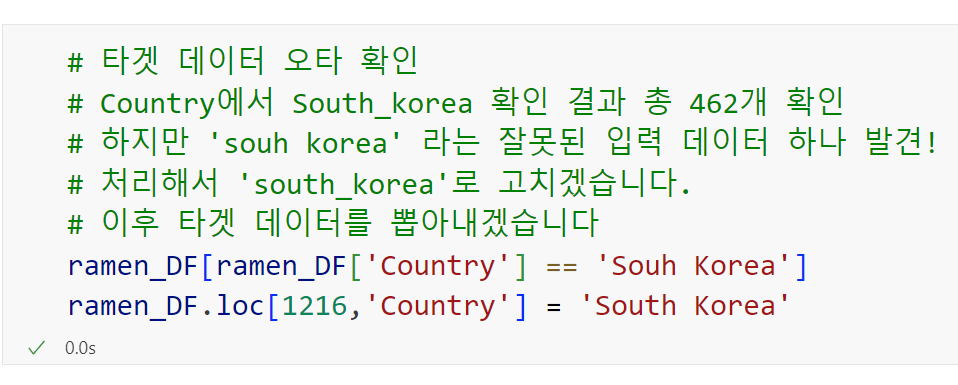 # 타겟 데이터 오타 확인
# Country에서 South_korea 확인 결과 총 462개 확인
# 하지만 'souh korea' 라는 잘못된 입력 데이터 하나 발견!
# 처리해서 'south_korea'로 고치겠습니다.
# 이후 타겟 데이터를 뽑아내겠습니다
ramen_DF[ramen_DF['Country'] == 'Souh Korea']
ramen_DF.loc[1216,'Country'] = 'South Korea'
0.0s